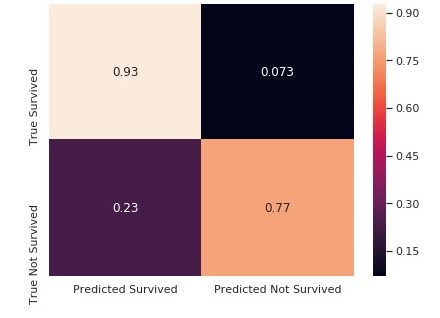 True Survived
0.93
0.073
True Not Survived
0.23
0.77
Predicted Survived
Predicted Not Survived
0.90
0.75
0.60
0.45
0.30
0.15